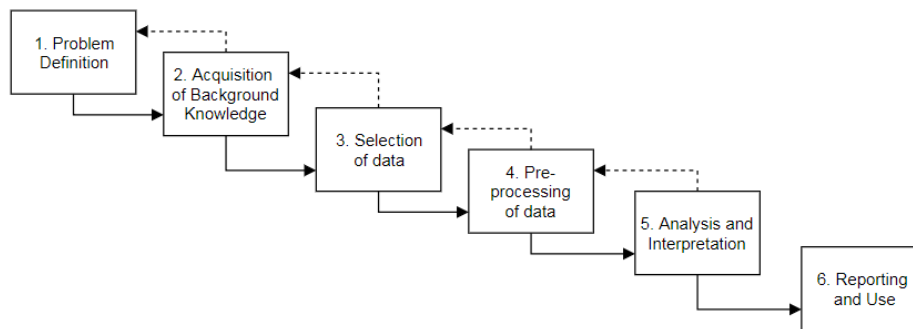 1. Problem
Definition
2. Acquisition
of Background
Knowledge
3. Selection
of data
4. Pre-
processing
of data
5. Analysis and
Interpretation
6. Reporting
and Use